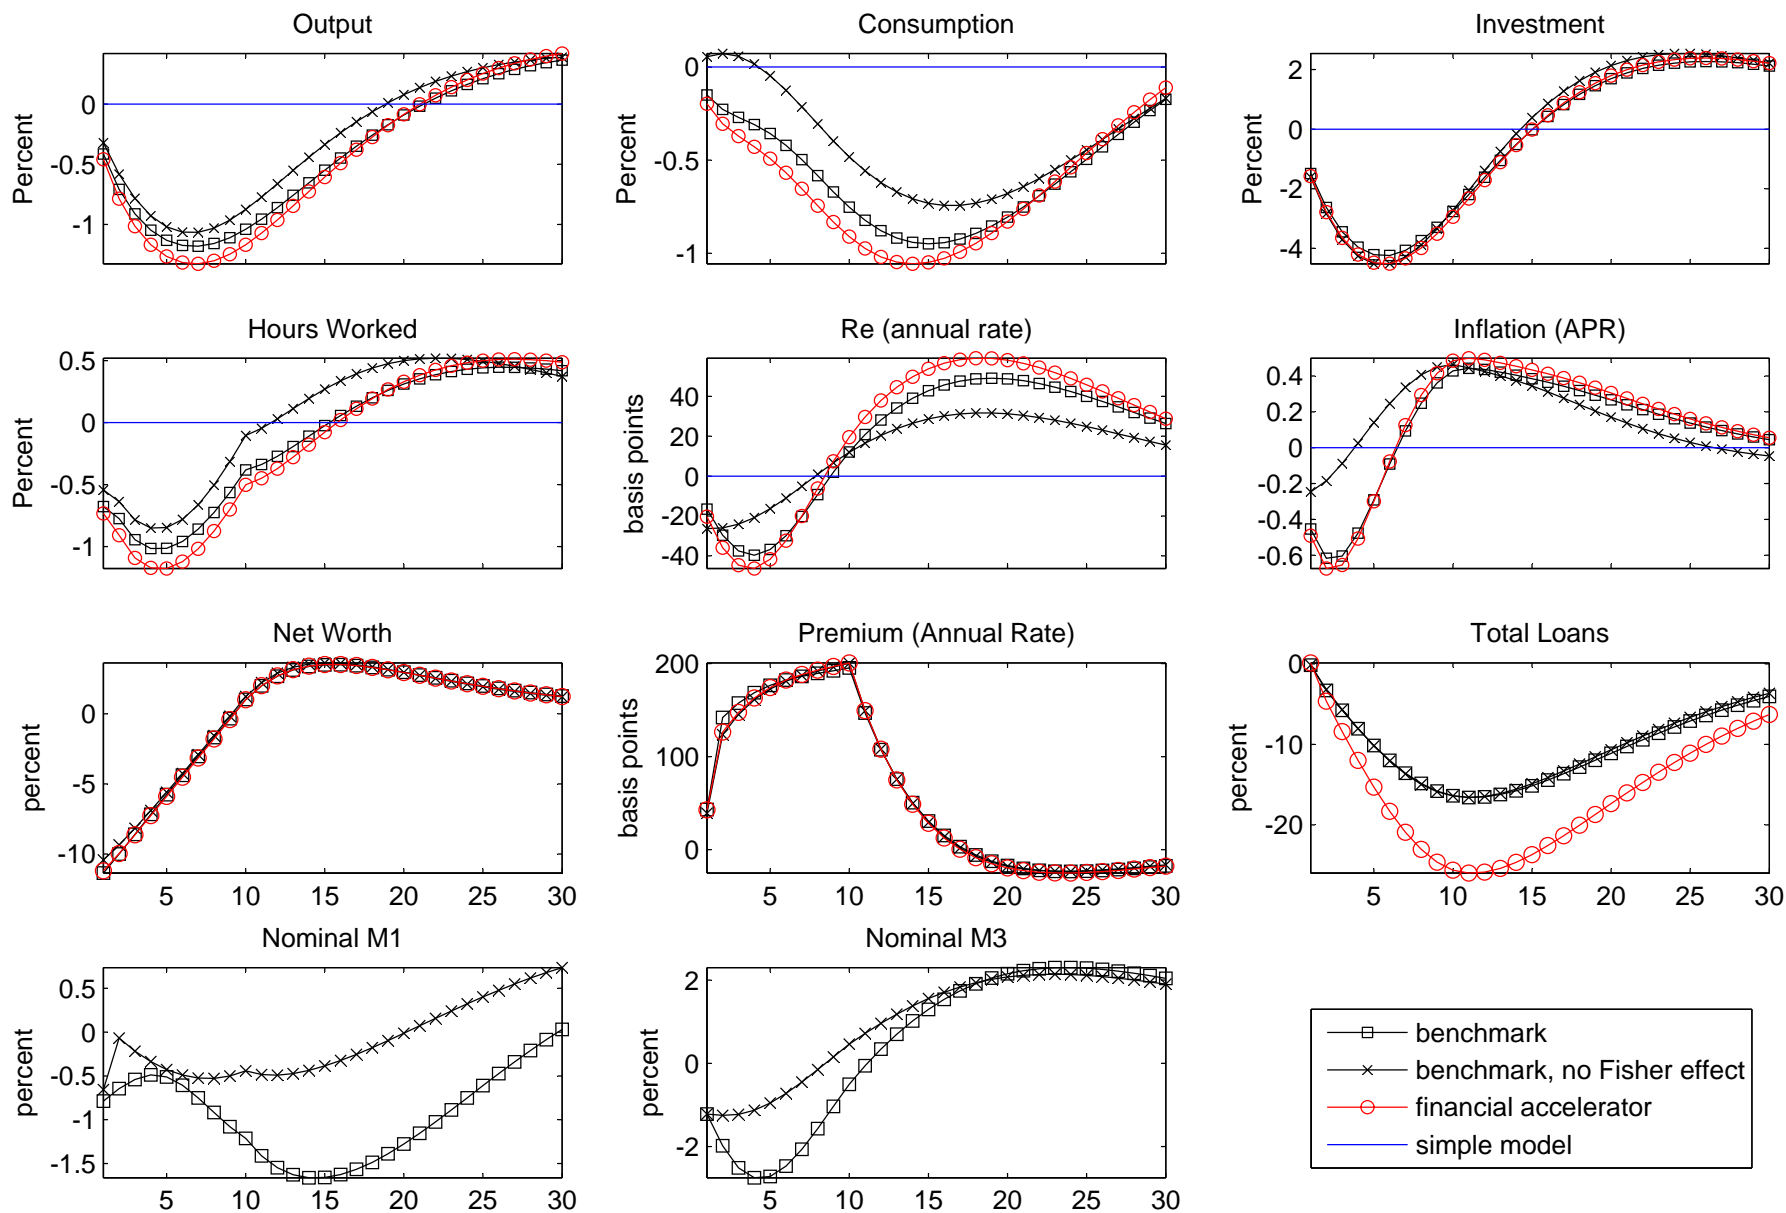 Output
Consumption
Investment
Percent
0
-0.5
-1
Percent
0
-0.5
-1
Percent
2
0
-2
-4
Hours Worked
Re (annual rate)
Inflation (APR)
Percent
0.5
0
-0.5
-1
basis points
40
20
0
-20
-40
0.4
0.2
0
-0.2
-0.4
-0.6
Net Worth
Premium (Annual Rate)
Total Loans
percent
0
-5
-10
5 10 15 20 25 30
basis points
200
100
0
5 10 15 20 25 30
percent
0
-10
-20
5 10 15 20 25 30
Nominal M1
Nominal M3
percent
0.5
0
-0.5
-1
-1.5
5 10 15 20 25 30
percent
2
0
-2
5 10 15 20 25 30
benchmark
benchmark, no Fisher effect
financial accelerator
simple model